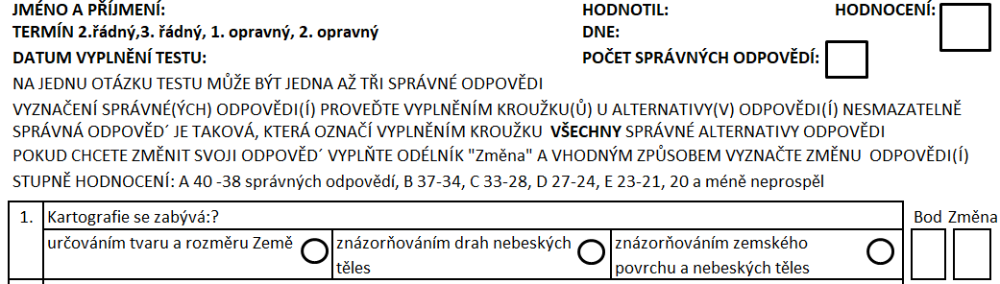 JMÉNO A PŘÍJMENÍ: HODNOTIL: HODNOCENÍ:
TERMÍN 2.řádný,3. řádný, 1. opravný, 2. opravný DNE:
DATUM VYPLNĚNÍ TESTU: POČET SPRÁVNÝCH ODPOVĚDÍ:
NA JEDNU OTÁZKU TESTU MŮŽE BÝT JEDNA AŽ TŘI SPRÁVNÉ ODPOVĚDI
VYZNAČENÍ SPRÁVNÉ(ÝCH) ODPOVĚDI(Í) PROVEĎTE VYPLNĚNÍM KROUŽKU(Ů) U ALTERNATIVY(V) ODPOVĚDI(Í) NESMAZATELNĚ
SPRÁVNÁ ODPOVĚD´ JE TAKOVÁ, KTERÁ OZNAČÍ VYPLNĚNÍM KROUŽKU VŠECHNY SPRÁVNÉ ALTERNATIVY ODPOVĚDI
POKUD CHCETE ZMĚNIT SVOJI ODPOVĚD´ VYPLŇTE ODÉLNÍK "Změna" A VHODNÝM ZPŮSOBEM VYZNAČTE ZMĚNU ODPOVĚDI(Í)
STUPNĚ HODNOCENÍ: A 40 -38 správných odpovědí, B 37-34, C 33-28, D 27-24, E 23-21, 20 a méně neprospěl
1. Kartografie se zabývá:? Bod Změna
určováním tvaru a rozměru Země znázorňováním drah nebeských znázorňováním zemského
těles povrchu a nebeských těles